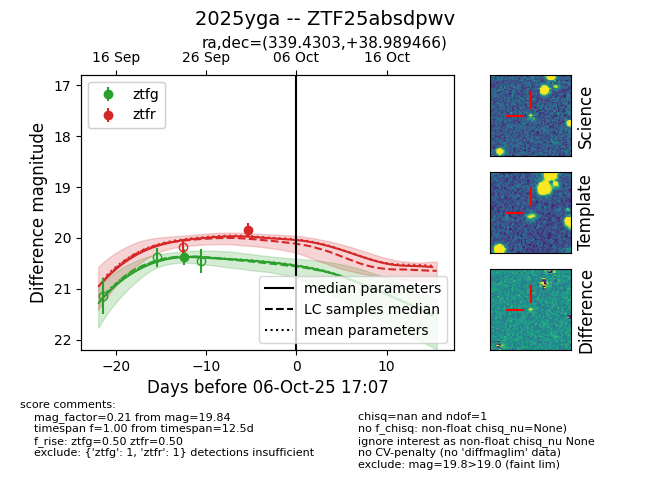 2025yga -- ZTF25absdpwv
ra,dec=(339.4303,+38.989466)
16 Sep 26 Sep 06 Oct 16 Oct
ztfg
ztfr
17
18
19
20
21
22
Difference magnitude
median parameters
LC samples median
mean parameters
−20 −10 0 10
Days before 06-Oct-25 17:07
Science
Template
Difference
score comments:
mag_factor=0.21 from mag=19.84
timespan f=1.00 from timespan=12.5d
f_rise: ztfg=0.50 ztfr=0.50
exclude: {'ztfg': 1, 'ztfr': 1} detections insufficient
chisq=nan and ndof=1
no f_chisq: non-float chisq_nu=None)
ignore interest as non-float chisq_nu None
no CV-penalty (no 'diffmaglim' data)
exclude: mag=19.8>19.0 (faint lim)